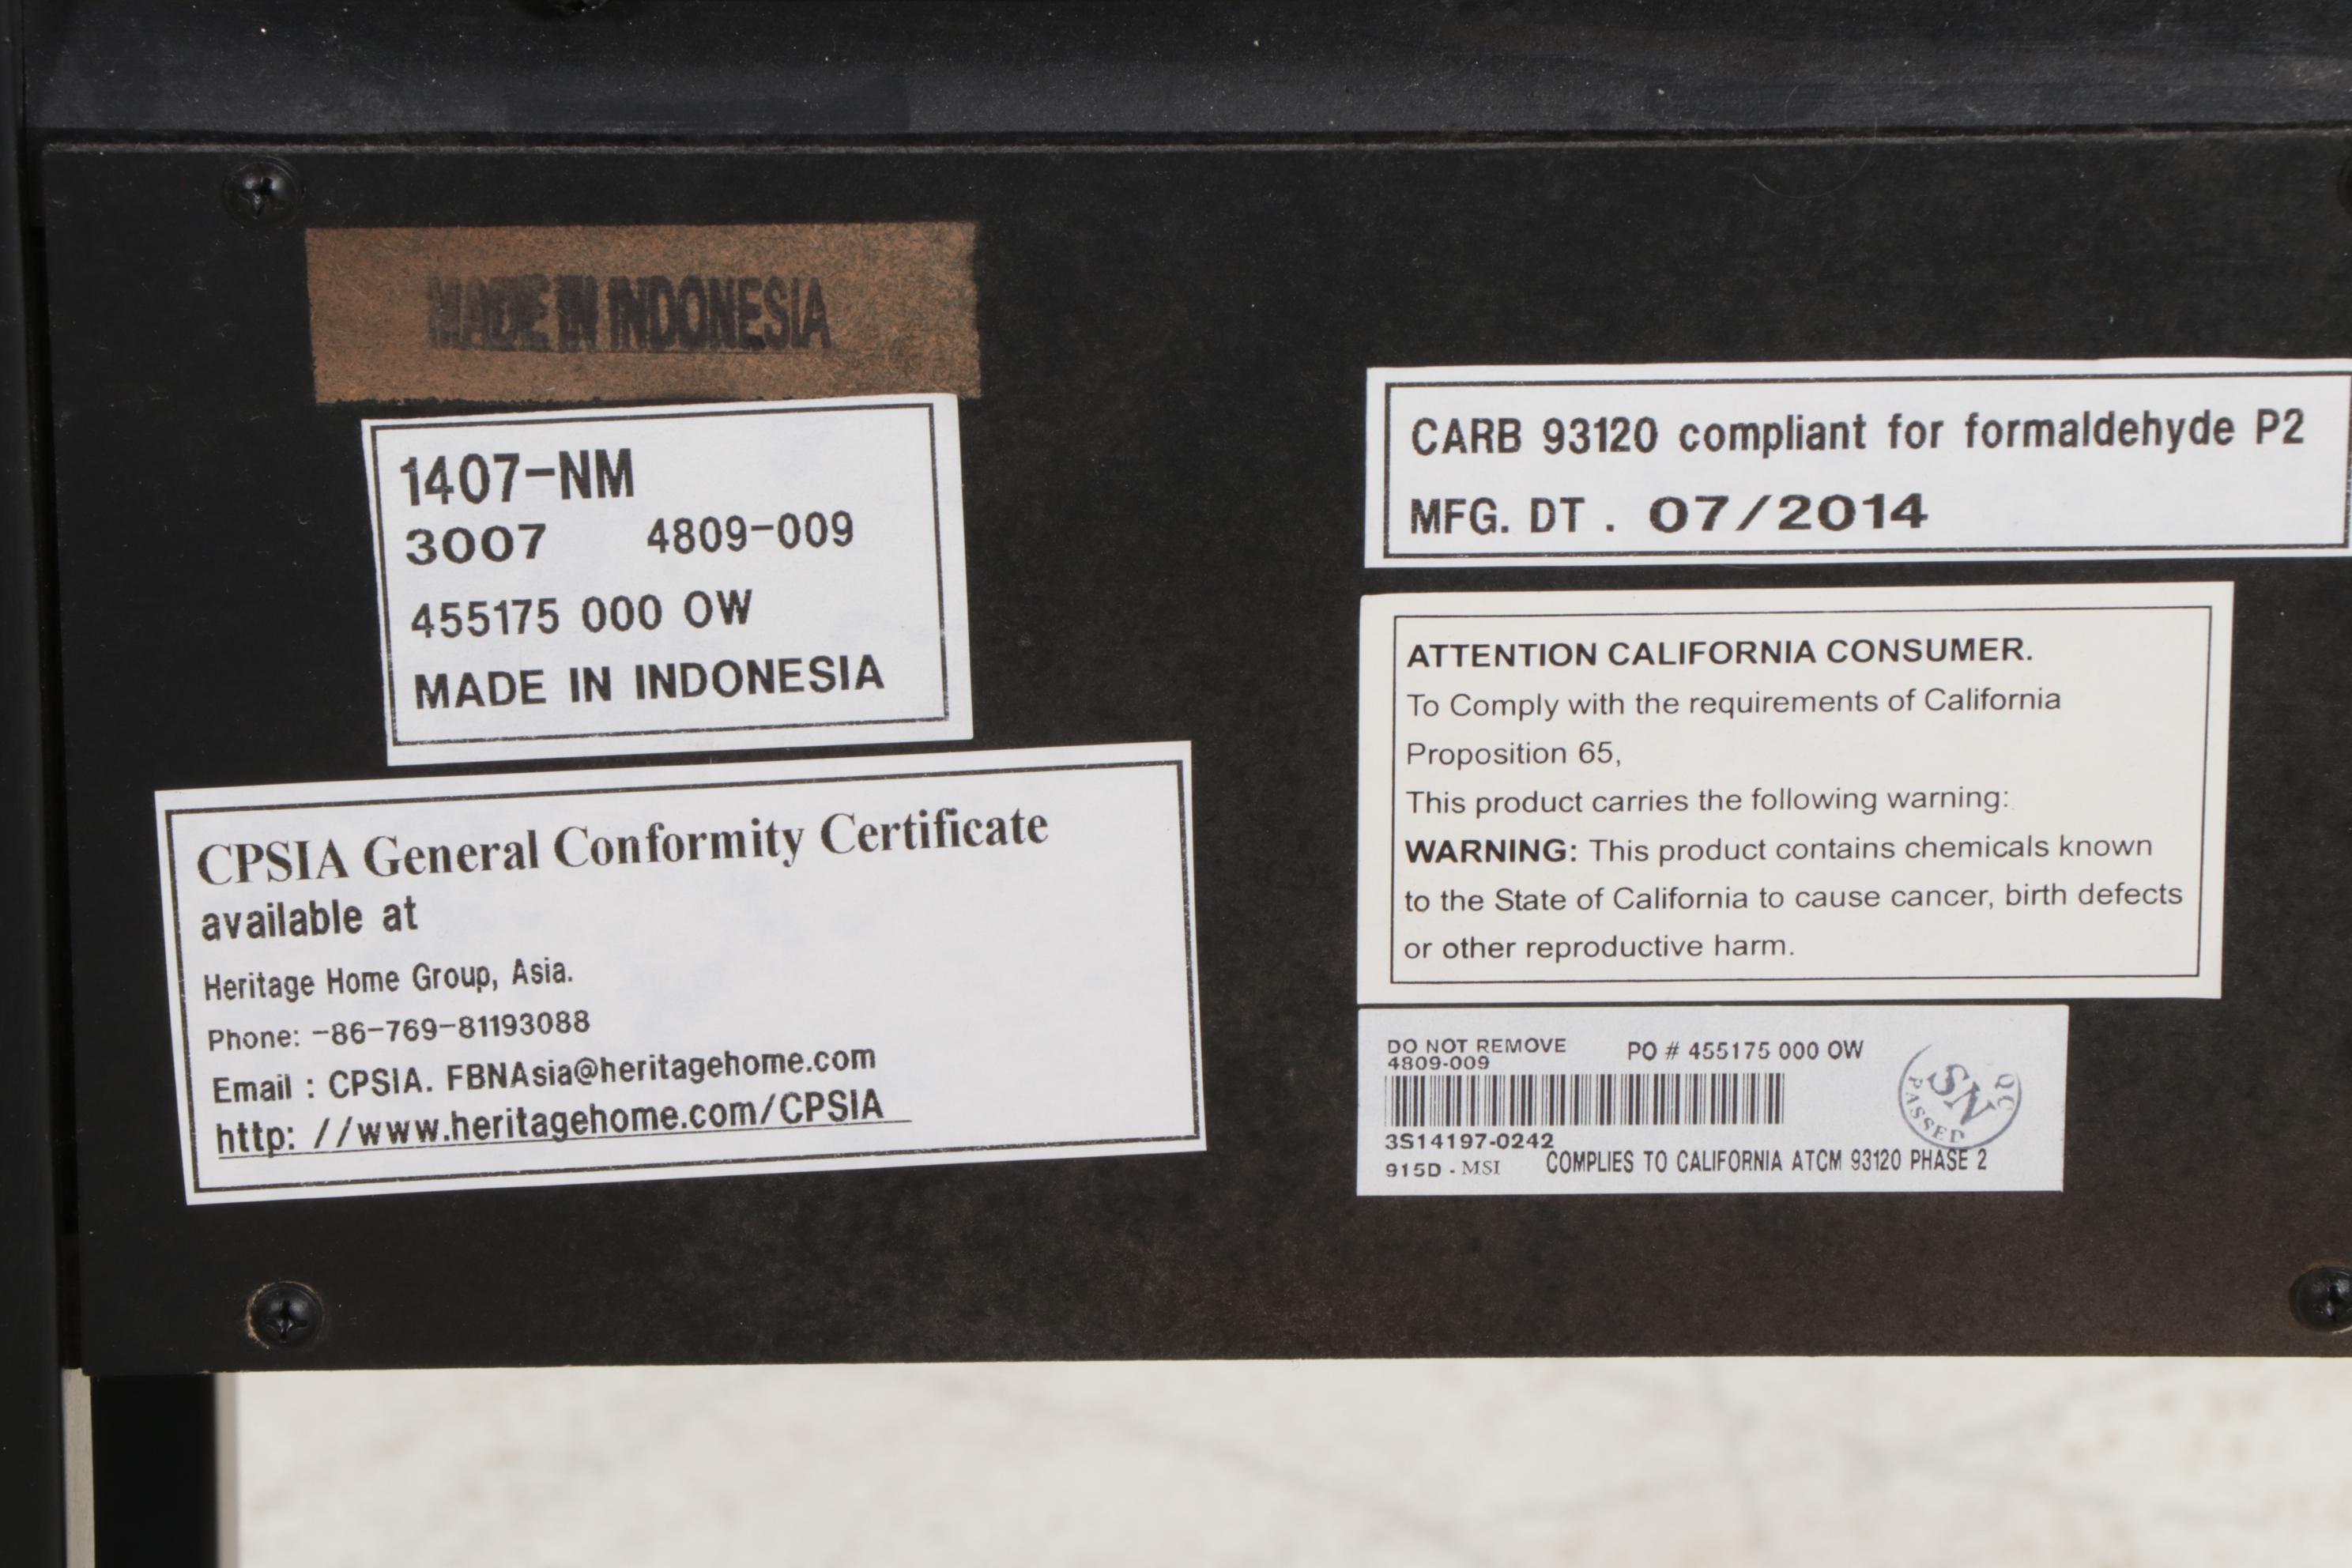 MADE IN INDONESIA
1407-NM
3007 4809-009
455175 000 OW
MADE IN INDONESIA
CPSIA General Conformity Certificate
available at
Heritage Home Group, Asia.
Phone: -86-769-81193088
Email : CPSIA. FBNAsia@heritagehome.com
http: //www.heritagehome.com/CPSIA
CARB 93120 compliant for formaldehyde P2
MFG. DT . 07/2014
ATTENTION CALIFORNIA CONSUMER.
To Comply with the requirements of California
Proposition 65,
This product carries the following warning:
WARNING: This product contains chemicals known
to the State of California to cause cancer, birth defects
or other reproductive harm.
DO NOT REMOVE PO # 455175 000 OW
4809-009
3S14197-0242
915D - MSI COMPLIES TO CALIFORNIA ATCM 93120 PHASE 2
QC
SN
PASSED